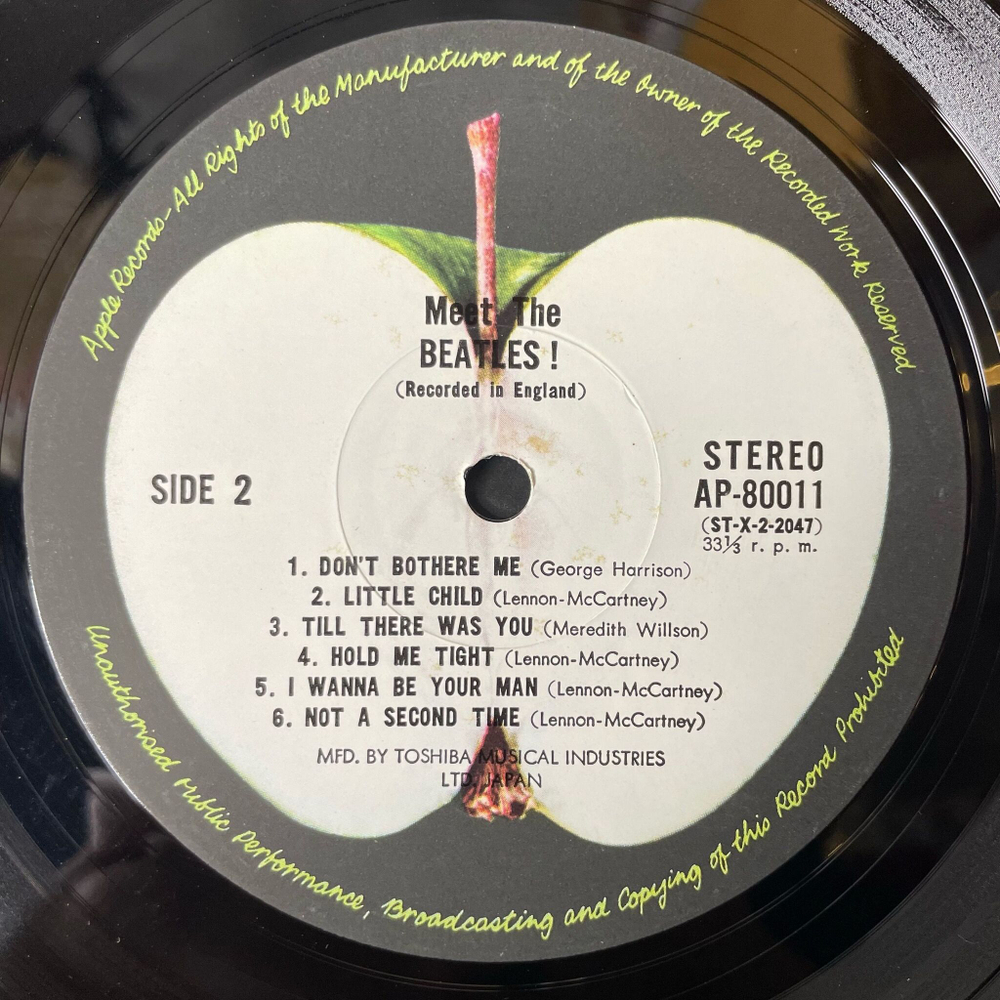 Apple Records-All Rights of the Manufacturer and of the Owner of the Recorded Work Reserved
Meet The
BEATLES!
(Recorded in England)
SIDE 2
STEREO
AP-80011
(ST-X-2-2047)
33⅓ r. p. m.
1. DON'T BOTHERE ME (George Harrison)
2. LITTLE CHILD (Lennon-McCartney)
3. TILL THERE WAS YOU (Meredith Willson)
4. HOLD ME TIGHT (Lennon-McCartney)
5. I WANNA BE YOUR MAN (Lennon-McCartney)
6. NOT A SECOND TIME (Lennon-McCartney)
MFD. BY TOSHIBA MUSICAL INDUSTRIES
LTD. JAPAN
Unauthorised Public Performance, Broadcasting and Copying of this Record Prohibited